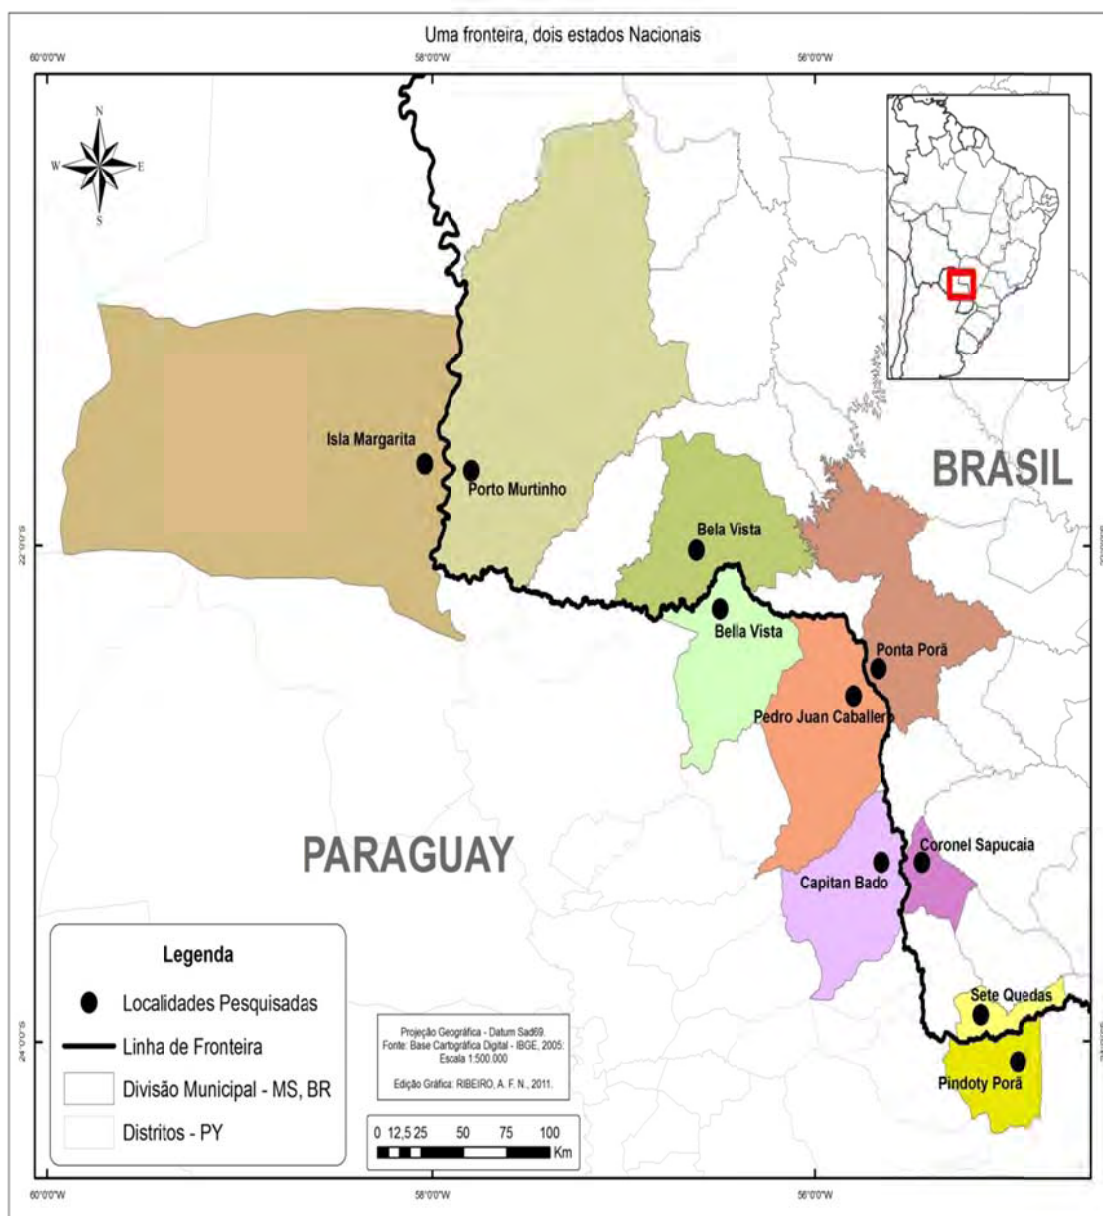 Uma fronteira, dois estados Nacionais
60°0'0"W
58°0'0"W
56°0'0"W
N
W
E
S
BRASIL
Isla Margarita
Porto Murtinho
Bela Vista
22°0'0"S
Bella Vista
Ponta Porã
Pedro Juan Caballero
PARAGUAY
Coronel Sapucaia
Capitan Bado
Sete Quedas
24°0'0"S
Pindoty Porã
Legenda
Localidades Pesquisadas
Linha de Fronteira
Divisão Municipal - MS, BR
Distritos - PY
Projeção Geográfica - Datum Sad69.
Fonte: Base Cartográfica Digital - IBGE, 2005:
Escala 1:500.000
Edição Gráfica: RIBEIRO, A. F. N., 2011.
0 12,5 25 50 75 100
Km
60°0'0"W
58°0'0"W
56°0'0"W